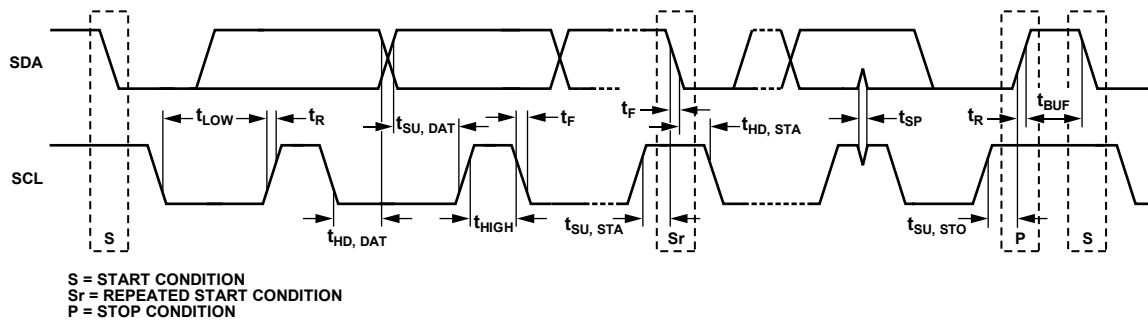 SDA
tLOW
tR
tSU, DAT
tF
tF
tHD, STA
tSP
tR
tBUF
SCL
S
tHD, DAT
tHIGH
tSU, STA
Sr
tSU, STO
P
S
S = START CONDITION
Sr = REPEATED START CONDITION
P = STOP CONDITION